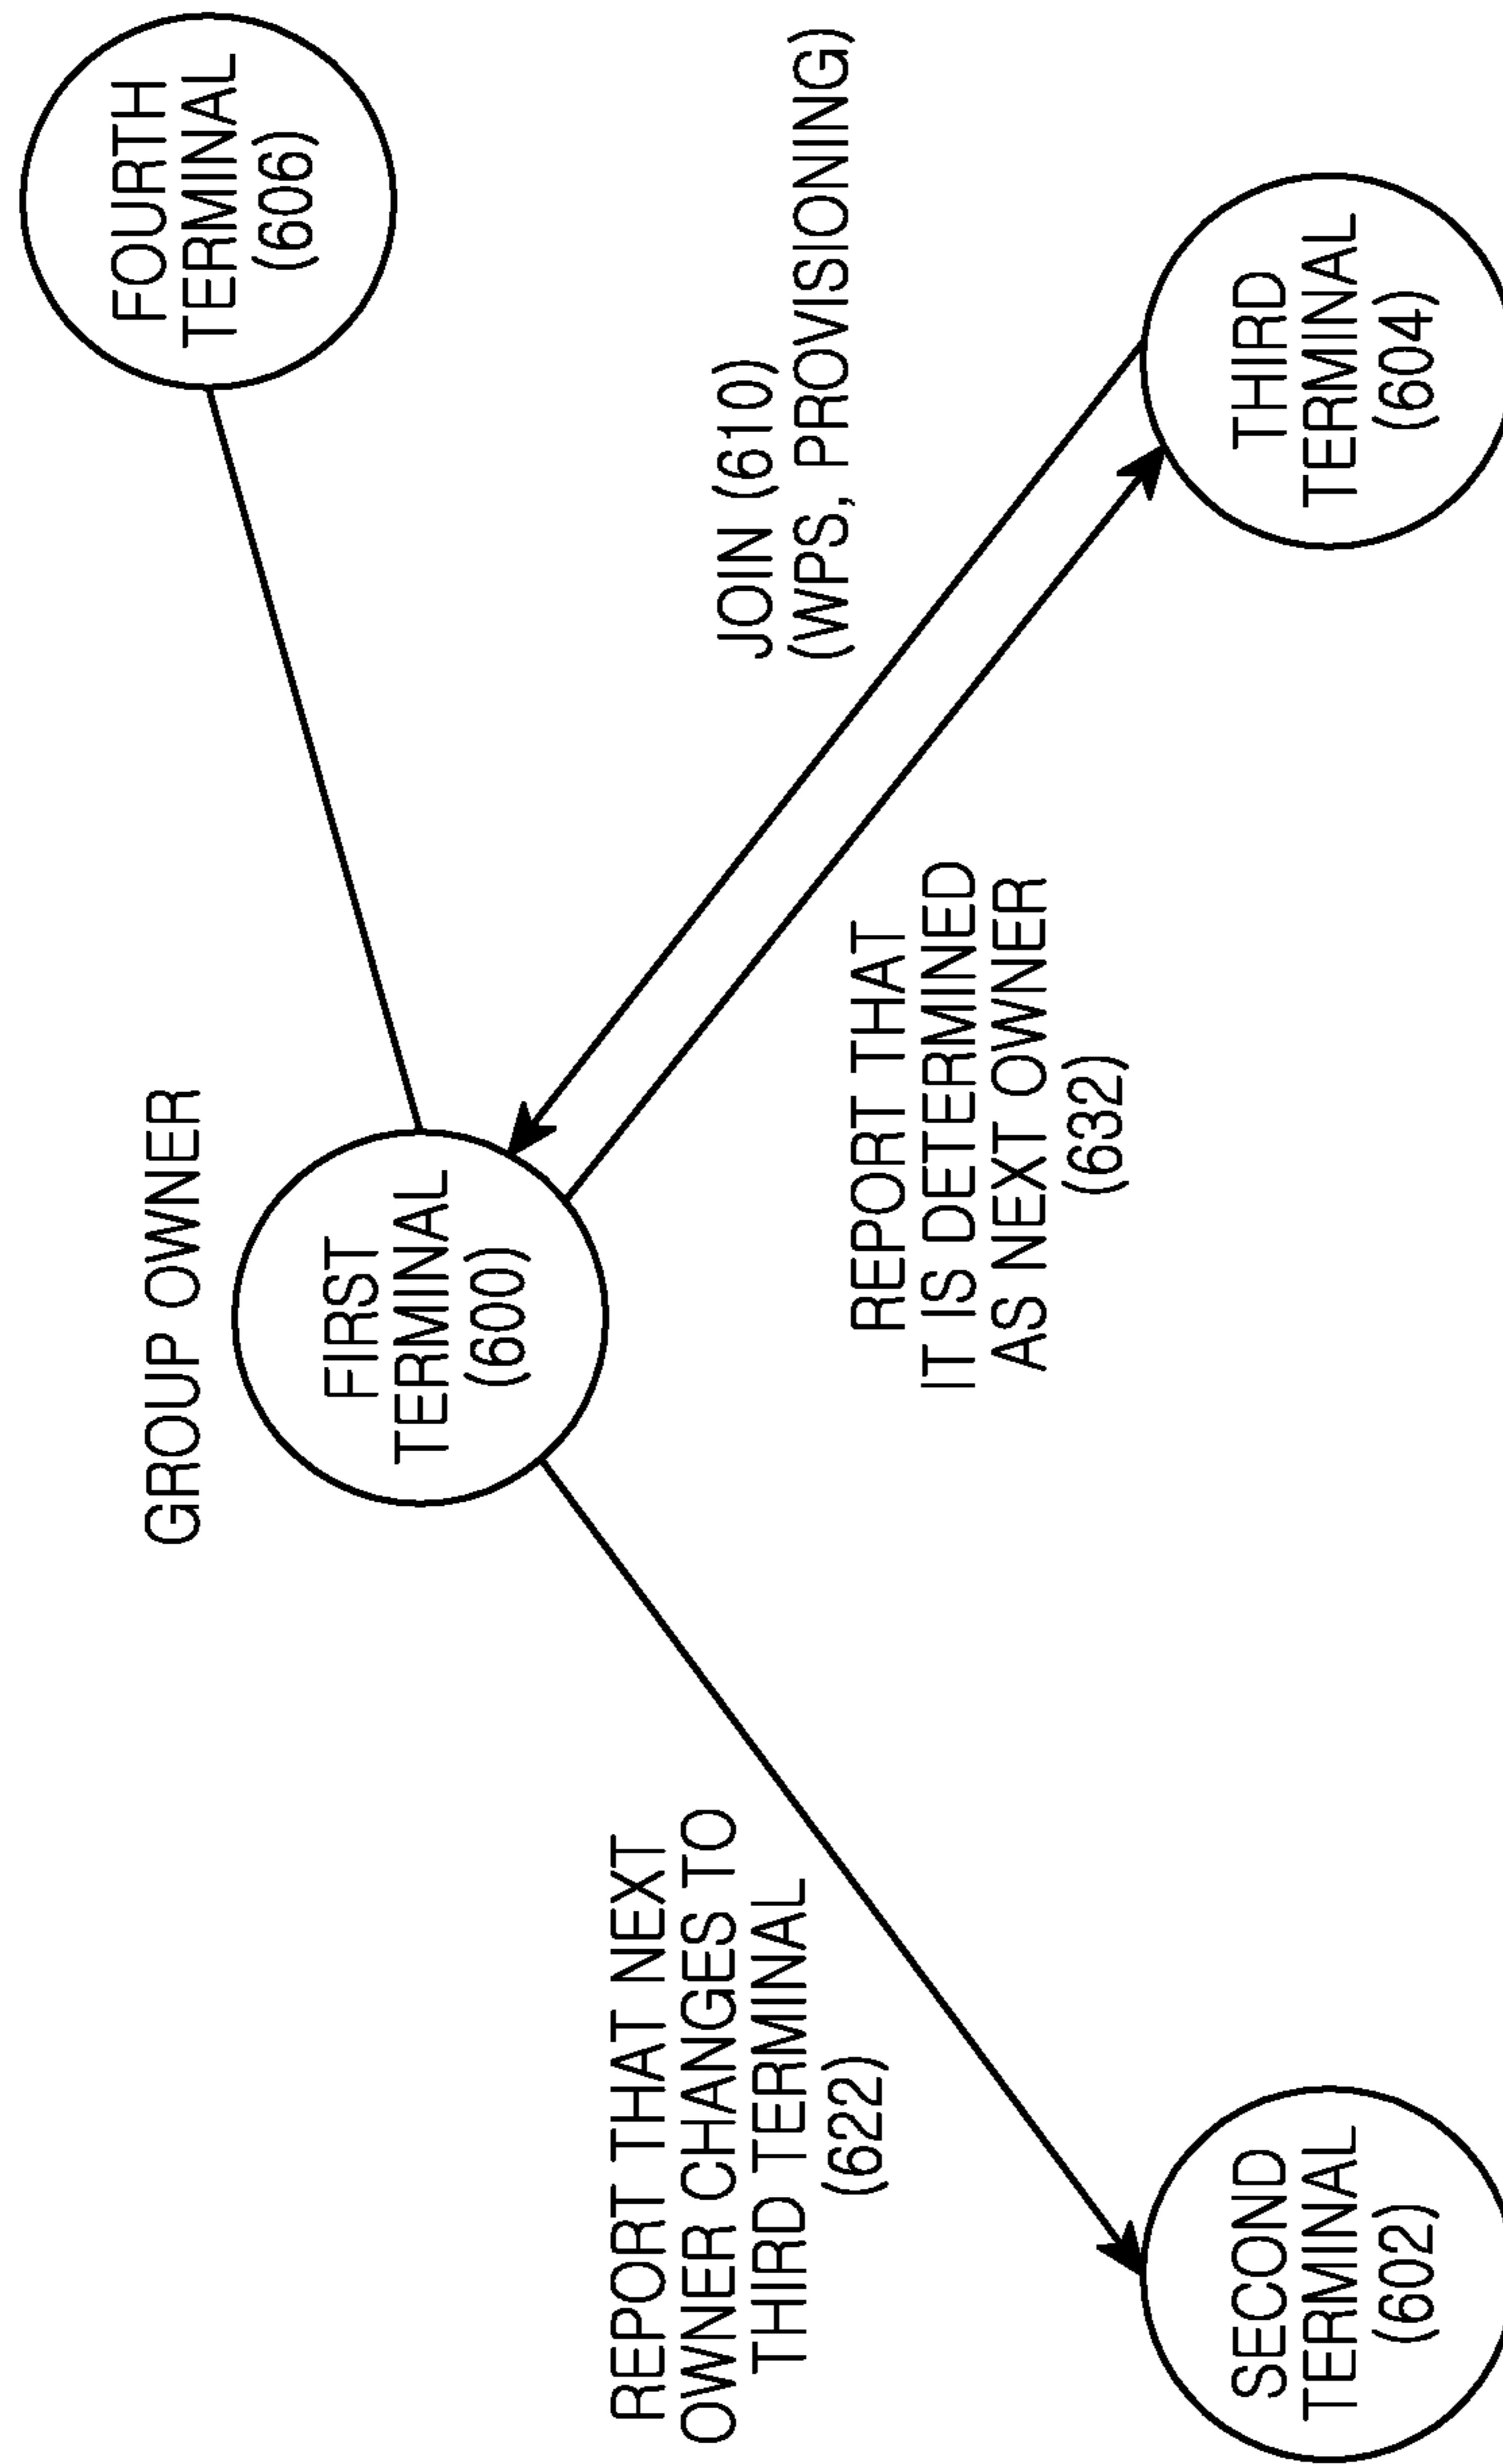 GROUP OWNER
FIRST
TERMINAL
(600)
FOURTH
TERMINAL
(606)
REPORT THAT NEXT
OWNER CHANGES TO
THIRD TERMINAL
(622)
JOIN (610)
(WPS, PROVISIONING)
REPORT THAT
IT IS DETERMINED
AS NEXT OWNER
(632)
SECOND
TERMINAL
(602)
THIRD
TERMINAL
(604)